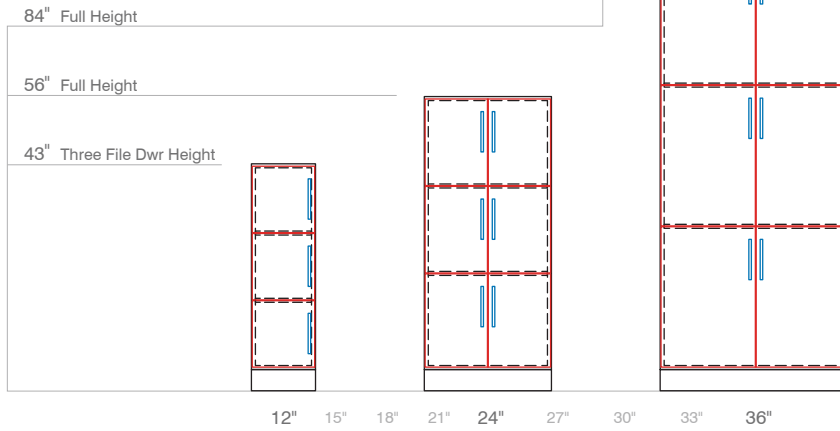 84" Full Height
56" Full Height
43" Three File Dwr Height
12" 15" 18" 21" 24" 27" 30" 33" 36"